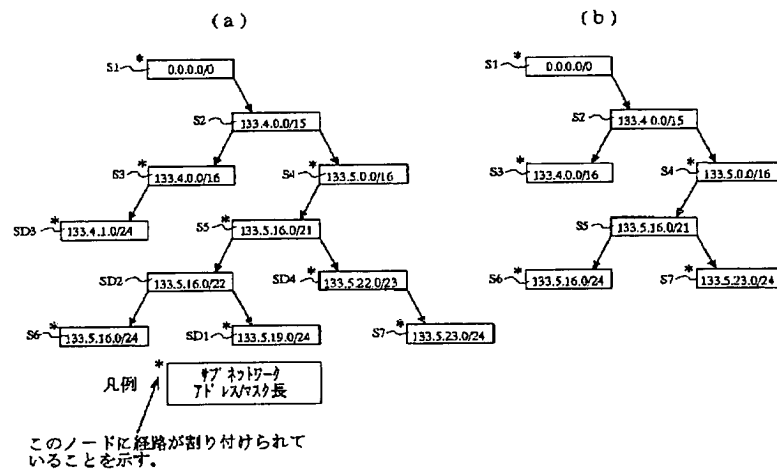 (a)
(b)
* S1 0.0.0.0/0
S2 133.4.0.0/15
* S3 133.4.0.0/16
* S4 133.5.0.0/16
* SD3 133.4.1.0/24
* S5 133.5.16.0/21
SD2 133.5.16.0/22
* SD4 133.5.22.0/23
* S6 133.5.16.0/24
* SD1 133.5.19.0/24
* S7 133.5.23.0/24
凡例
* サブネットワーク
アドレス/マスク長
このノードに経路が割り付けられて
いることを示す。
* S1 0.0.0.0/0
S2 133.4 0.0/15
* S3 133.4.0.0/16
* S4 133.5.0.0/16
S5 133.5.16.0/21
* S6 133.5.16.0/24
* S7 133.5.23.0/24